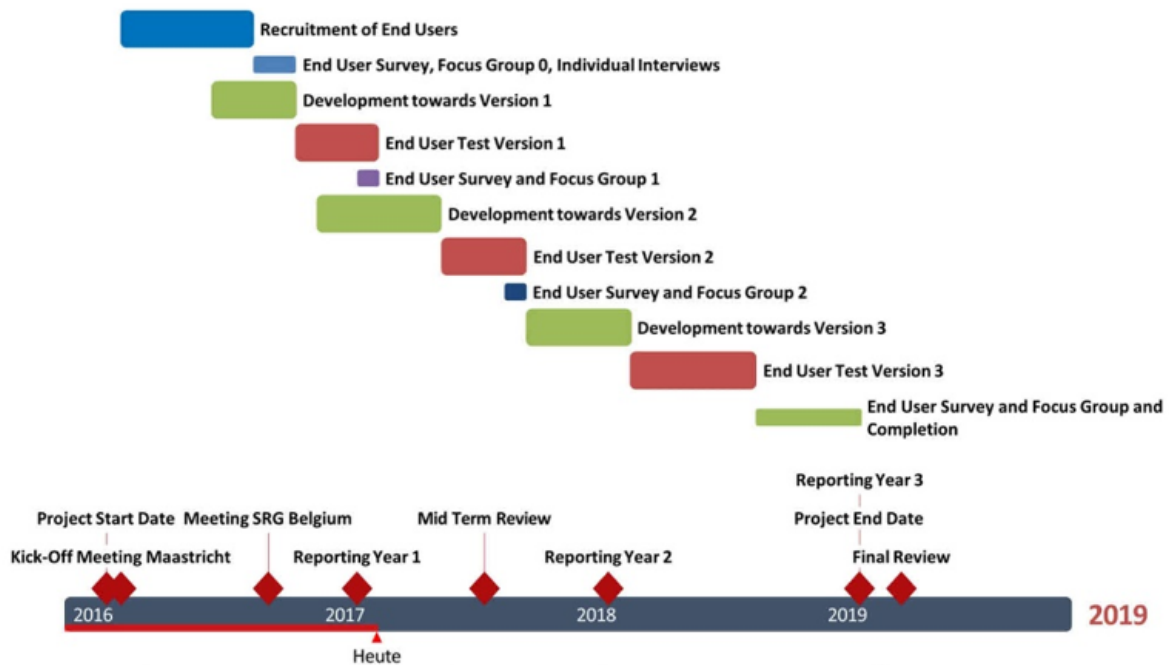 Recruitment of End Users
End User Survey, Focus Group 0, Individual Interviews
Development towards Version 1
End User Test Version 1
End User Survey and Focus Group 1
Development towards Version 2
End User Test Version 2
End User Survey and Focus Group 2
Development towards Version 3
End User Test Version 3
End User Survey and Focus Group and
Completion
Reporting Year 3
Project Start Date
Meeting SRG Belgium
Mid Term Review
Project End Date
Kick-Off Meeting Maastricht
Reporting Year 1
Reporting Year 2
Final Review
2016
2017
2018
2019
2019
Heute